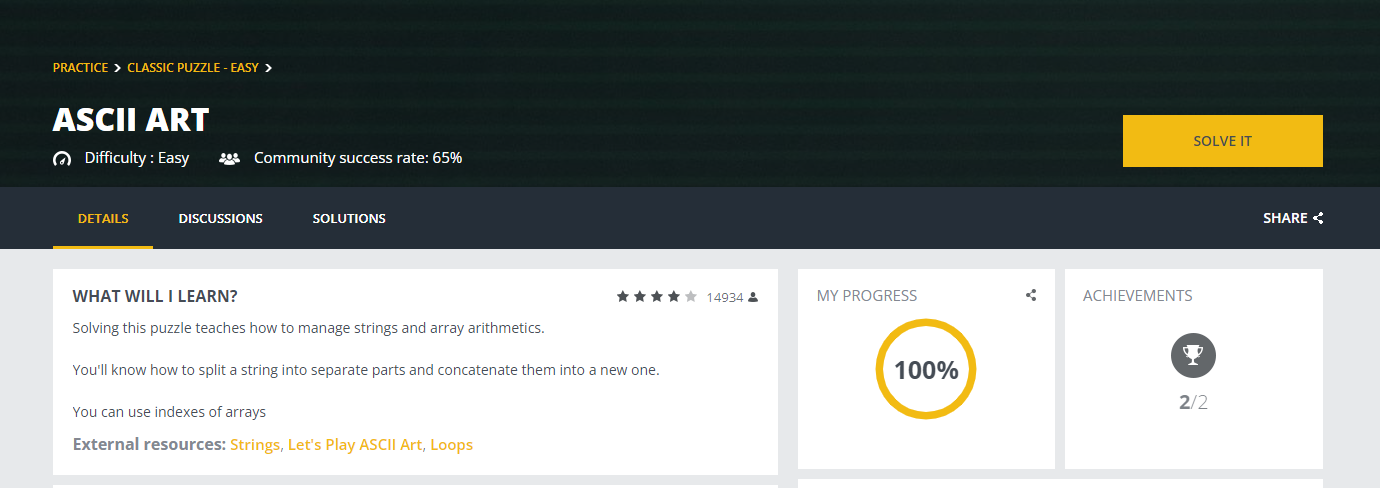 PRACTICE > CLASSIC PUZZLE - EASY >
ASCII ART
Difficulty : Easy Community success rate: 65%
SOLVE IT
DETAILS DISCUSSIONS SOLUTIONS SHARE
WHAT WILL I LEARN? 14934
Solving this puzzle teaches how to manage strings and array arithmetics.
You'll know how to split a string into separate parts and concatenate them into a new one.
You can use indexes of arrays
External resources: Strings, Let's Play ASCII Art, Loops
MY PROGRESS
100%
ACHIEVEMENTS
2/2